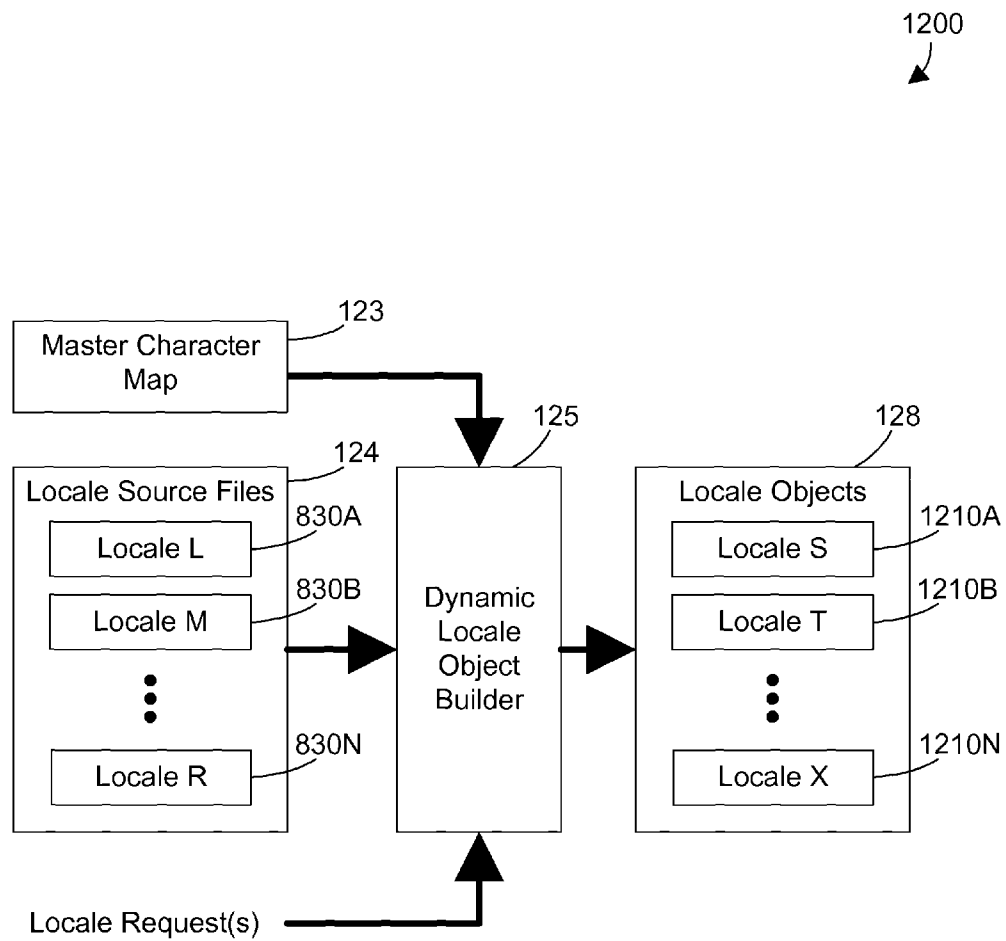 1200
123
Master Character
Map
124
Locale Source Files
830A
Locale L
830B
Locale M
830N
Locale R
125
Dynamic
Locale
Object
Builder
128
Locale Objects
1210A
Locale S
1210B
Locale T
1210N
Locale X
Locale Request(s)